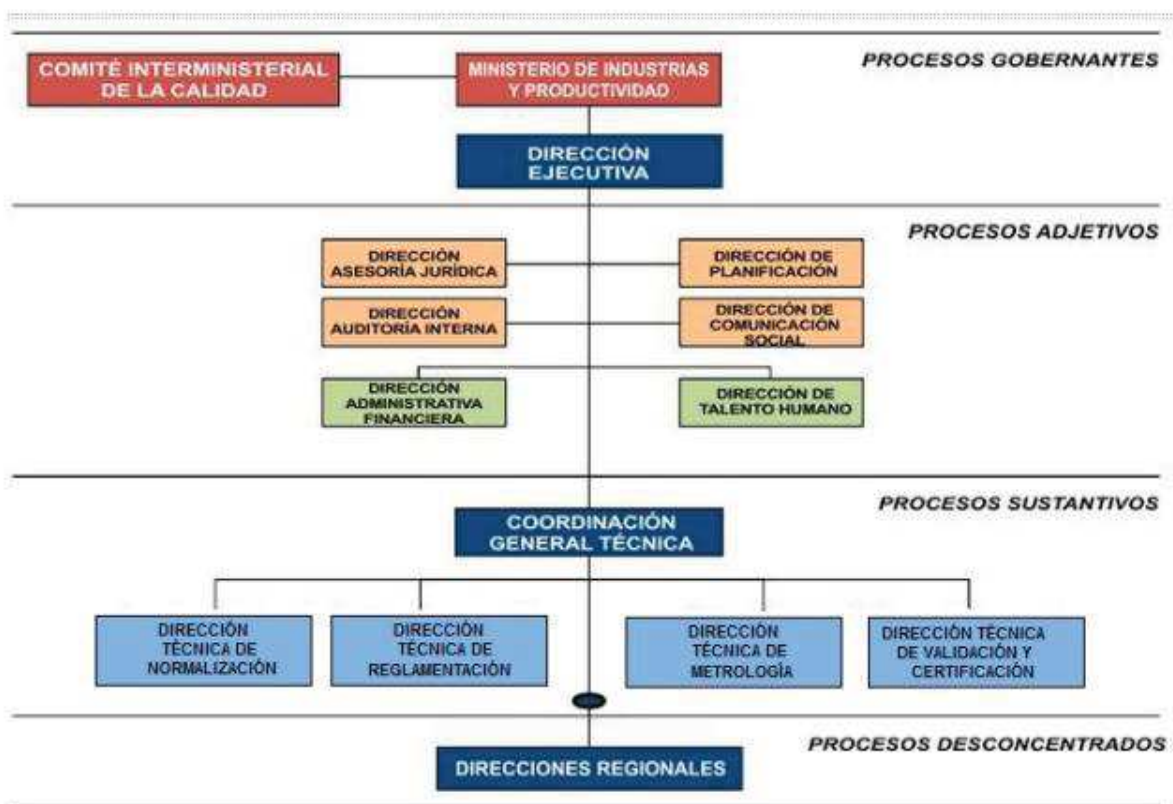 PROCESOS GOBERNANTES
COMITÉ INTERMINISTERIAL
DE LA CALIDAD
MINISTERIO DE INDUSTRIAS
Y PRODUCTIVIDAD
DIRECCIÓN
EJECUTIVA
PROCESOS ADJETIVOS
DIRECCIÓN
ASESORÍA JURÍDICA
DIRECCIÓN DE
PLANIFICACIÓN
DIRECCIÓN
AUDITORÍA INTERNA
DIRECCIÓN DE
COMUNICACIÓN
SOCIAL
DIRECCIÓN
ADMINISTRATIVA
FINANCIERA
DIRECCIÓN DE
TALENTO HUMANO
PROCESOS SUSTANTIVOS
COORDINACIÓN
GENERAL TÉCNICA
DIRECCIÓN
TÉCNICA DE
NORMALIZACIÓN
DIRECCIÓN
TÉCNICA DE
REGLAMENTACIÓN
DIRECCIÓN
TÉCNICA DE
METROLOGÍA
DIRECCIÓN TÉCNICA
DE VALIDACIÓN Y
CERTIFICACIÓN
PROCESOS DESCONCENTRADOS
DIRECCIONES REGIONALES